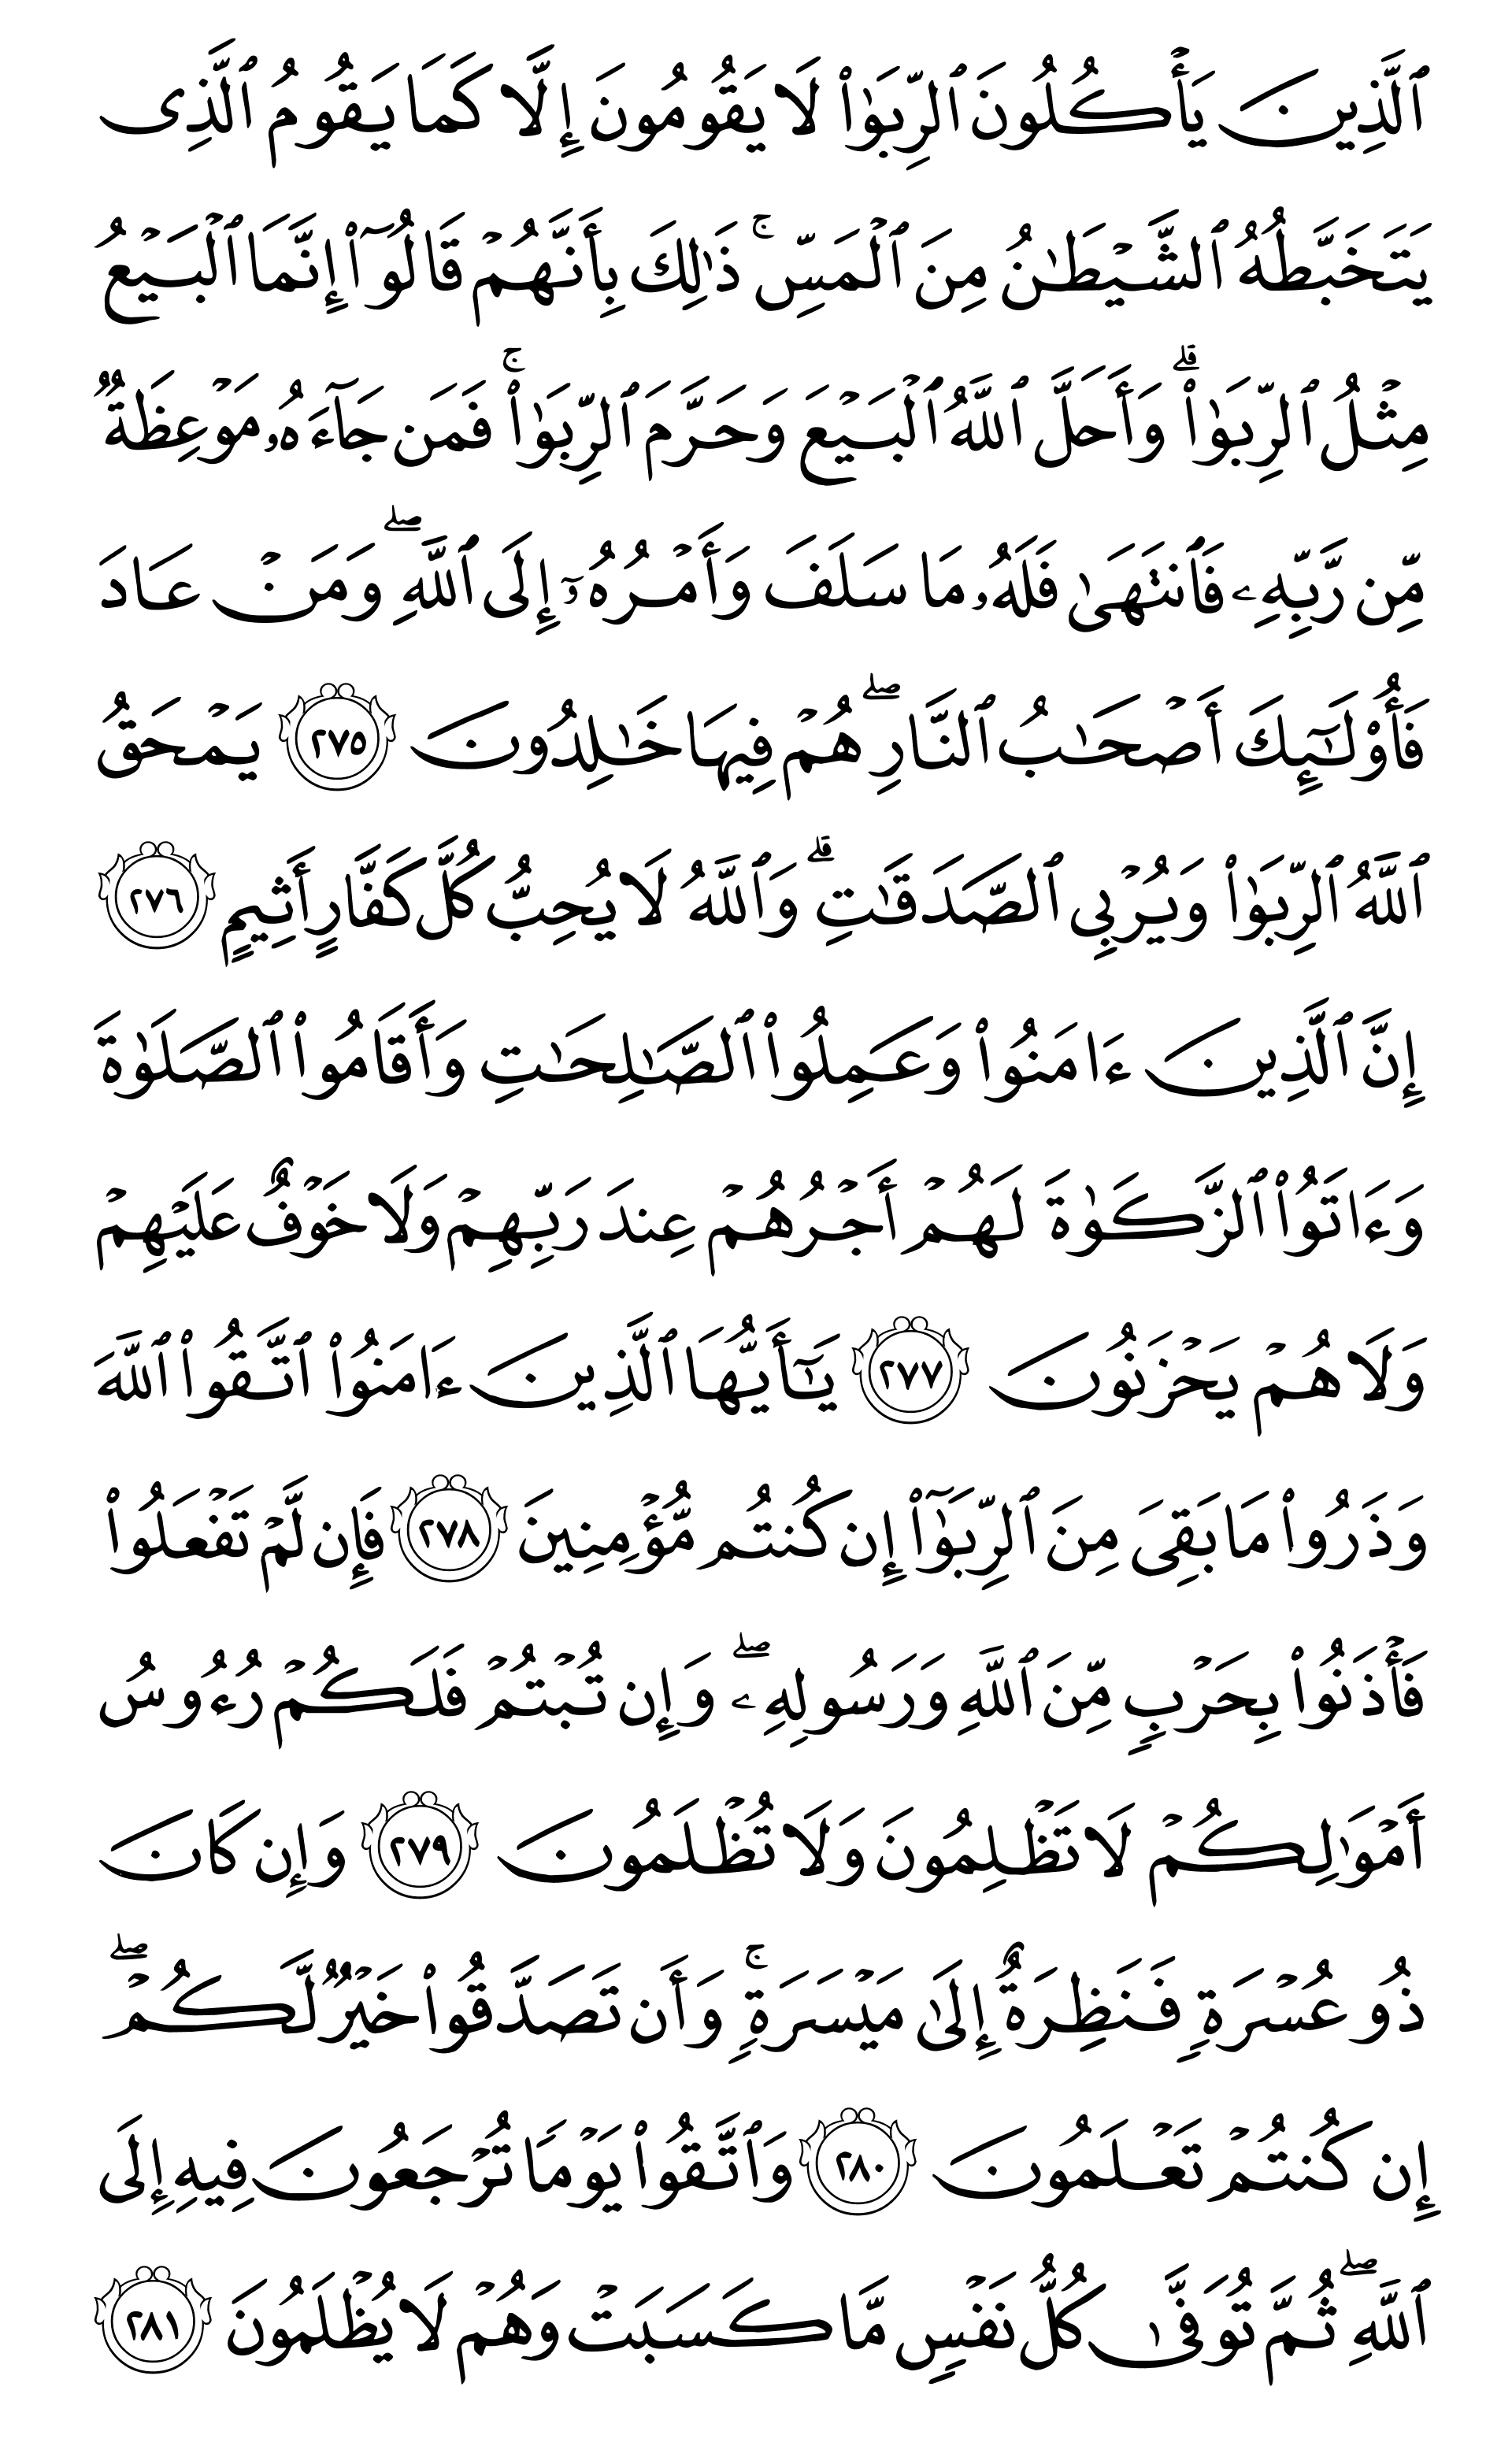 ٱلَّذِينَ يَأْكُلُونَ ٱلرِّبَوٰا۟ لَا يَقُومُونَ إِلَّا كَمَا يَقُومُ ٱلَّذِى
يَتَخَبَّطُهُ ٱلشَّيْطَٰنُ مِنَ ٱلْمَسِّ ۚ ذَٰلِكَ بِأَنَّهُمْ قَالُوٓا۟ إِنَّمَا ٱلْبَيْعُ
مِثْلُ ٱلرِّبَوٰا۟ ۗ وَأَحَلَّ ٱللَّهُ ٱلْبَيْعَ وَحَرَّمَ ٱلرِّبَوٰا۟ ۚ فَمَن جَآءَهُۥ مَوْعِظَةٌ
مِّن رَّبِّهِۦ فَٱنتَهَىٰ فَلَهُۥ مَا سَلَفَ وَأَمْرُهُۥٓ إِلَى ٱللَّهِ ۖ وَمَنْ عَادَ
فَأُو۟لَٰٓئِكَ أَصْحَٰبُ ٱلنَّارِ ۖ هُمْ فِيهَا خَٰلِدُونَ ٢٧٥ يَمْحَقُ
ٱللَّهُ ٱلرِّبَوٰا۟ وَيُرْبِى ٱلصَّدَقَٰتِ ۗ وَٱللَّهُ لَا يُحِبُّ كُلَّ كَفَّارٍ أَثِيمٍ ٢٧٦
إِنَّ ٱلَّذِينَ ءَامَنُوا۟ وَعَمِلُوا۟ ٱلصَّٰلِحَٰتِ وَأَقَامُوا۟ ٱلصَّلَوٰةَ
وَءَاتَوُا۟ ٱلزَّكَوٰةَ لَهُمْ أَجْرُهُمْ عِندَ رَبِّهِمْ وَلَا خَوْفٌ عَلَيْهِمْ
وَلَا هُمْ يَحْزَنُونَ ٢٧٧ يَٰٓأَيُّهَا ٱلَّذِينَ ءَامَنُوا۟ ٱتَّقُوا۟ ٱللَّهَ
وَذَرُوا۟ مَا بَقِىَ مِنَ ٱلرِّبَوٰٓا۟ إِن كُنتُم مُّؤْمِنِينَ ٢٧٨ فَإِن لَّمْ تَفْعَلُوا۟
فَأْذَنُوا۟ بِحَرْبٍ مِّنَ ٱللَّهِ وَرَسُولِهِۦ ۖ وَإِن تُبْتُمْ فَلَكُمْ رُءُوسُ
أَمْوَٰلِكُمْ لَا تَظْلِمُونَ وَلَا تُظْلَمُونَ ٢٧٩ وَإِن كَانَ
ذُو عُسْرَةٍ فَنَظِرَةٌ إِلَىٰ مَيْسَرَةٍ ۚ وَأَن تَصَدَّقُوا۟ خَيْرٌ لَّكُمْ ۖ
إِن كُنتُمْ تَعْلَمُونَ ٢٨٠ وَٱتَّقُوا۟ يَوْمًا تُرْجَعُونَ فِيهِ إِلَى
ٱللَّهِ ۖ ثُمَّ تُوَفَّىٰ كُلُّ نَفْسٍ مَّا كَسَبَتْ وَهُمْ لَا يُظْلَمُونَ ٢٨١